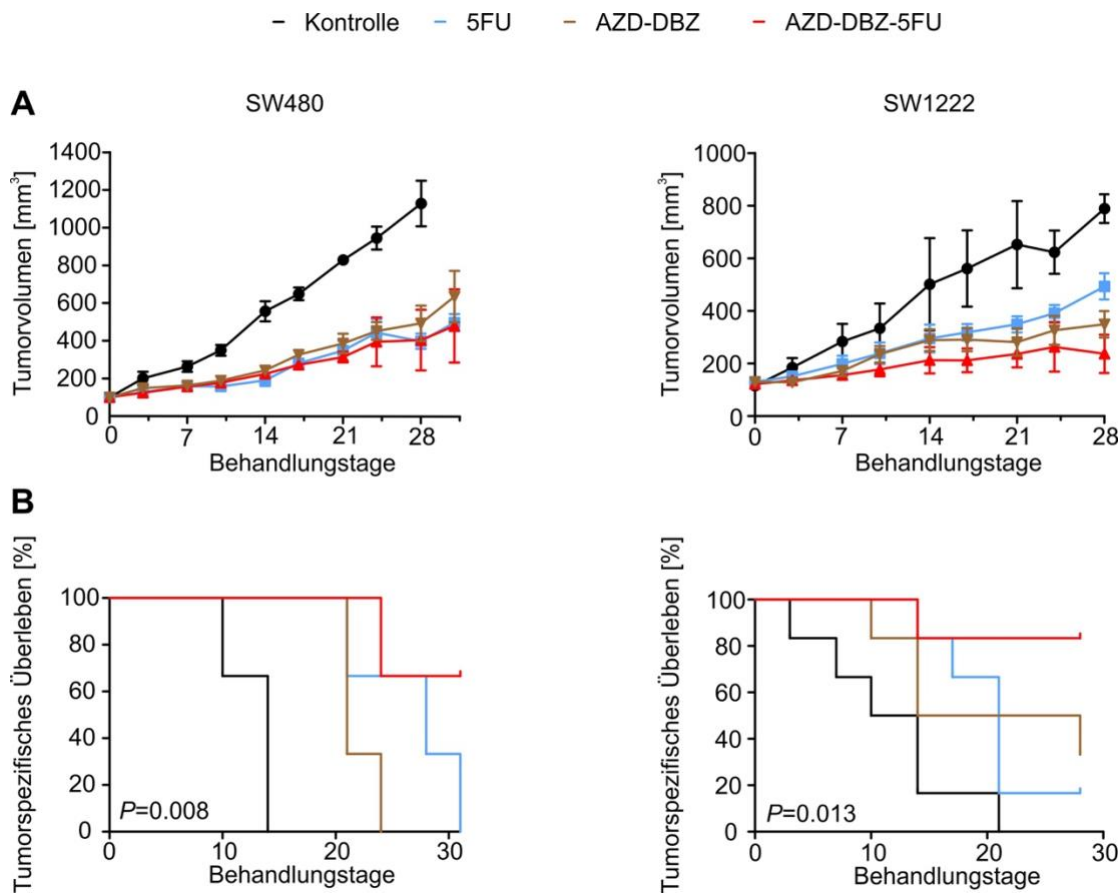 Kontrolle 5FU AZD-DBZ AZD-DBZ-5FU
A
SW480
SW1222
Tumorvolumen [mm³]
1400
1200
1000
800
600
400
200
0
0 7 14 21 28
Behandlungstage
Tumorvolumen [mm³]
1000
800
600
400
200
0
0 7 14 21 28
Behandlungstage
B
Tumorspezifisches Überleben [%]
100
80
60
40
20
0
P=0.008
0 10 20 30
Behandlungstage
Tumorspezifisches Überleben [%]
100
80
60
40
20
0
P=0.013
0 10 20 30
Behandlungstage